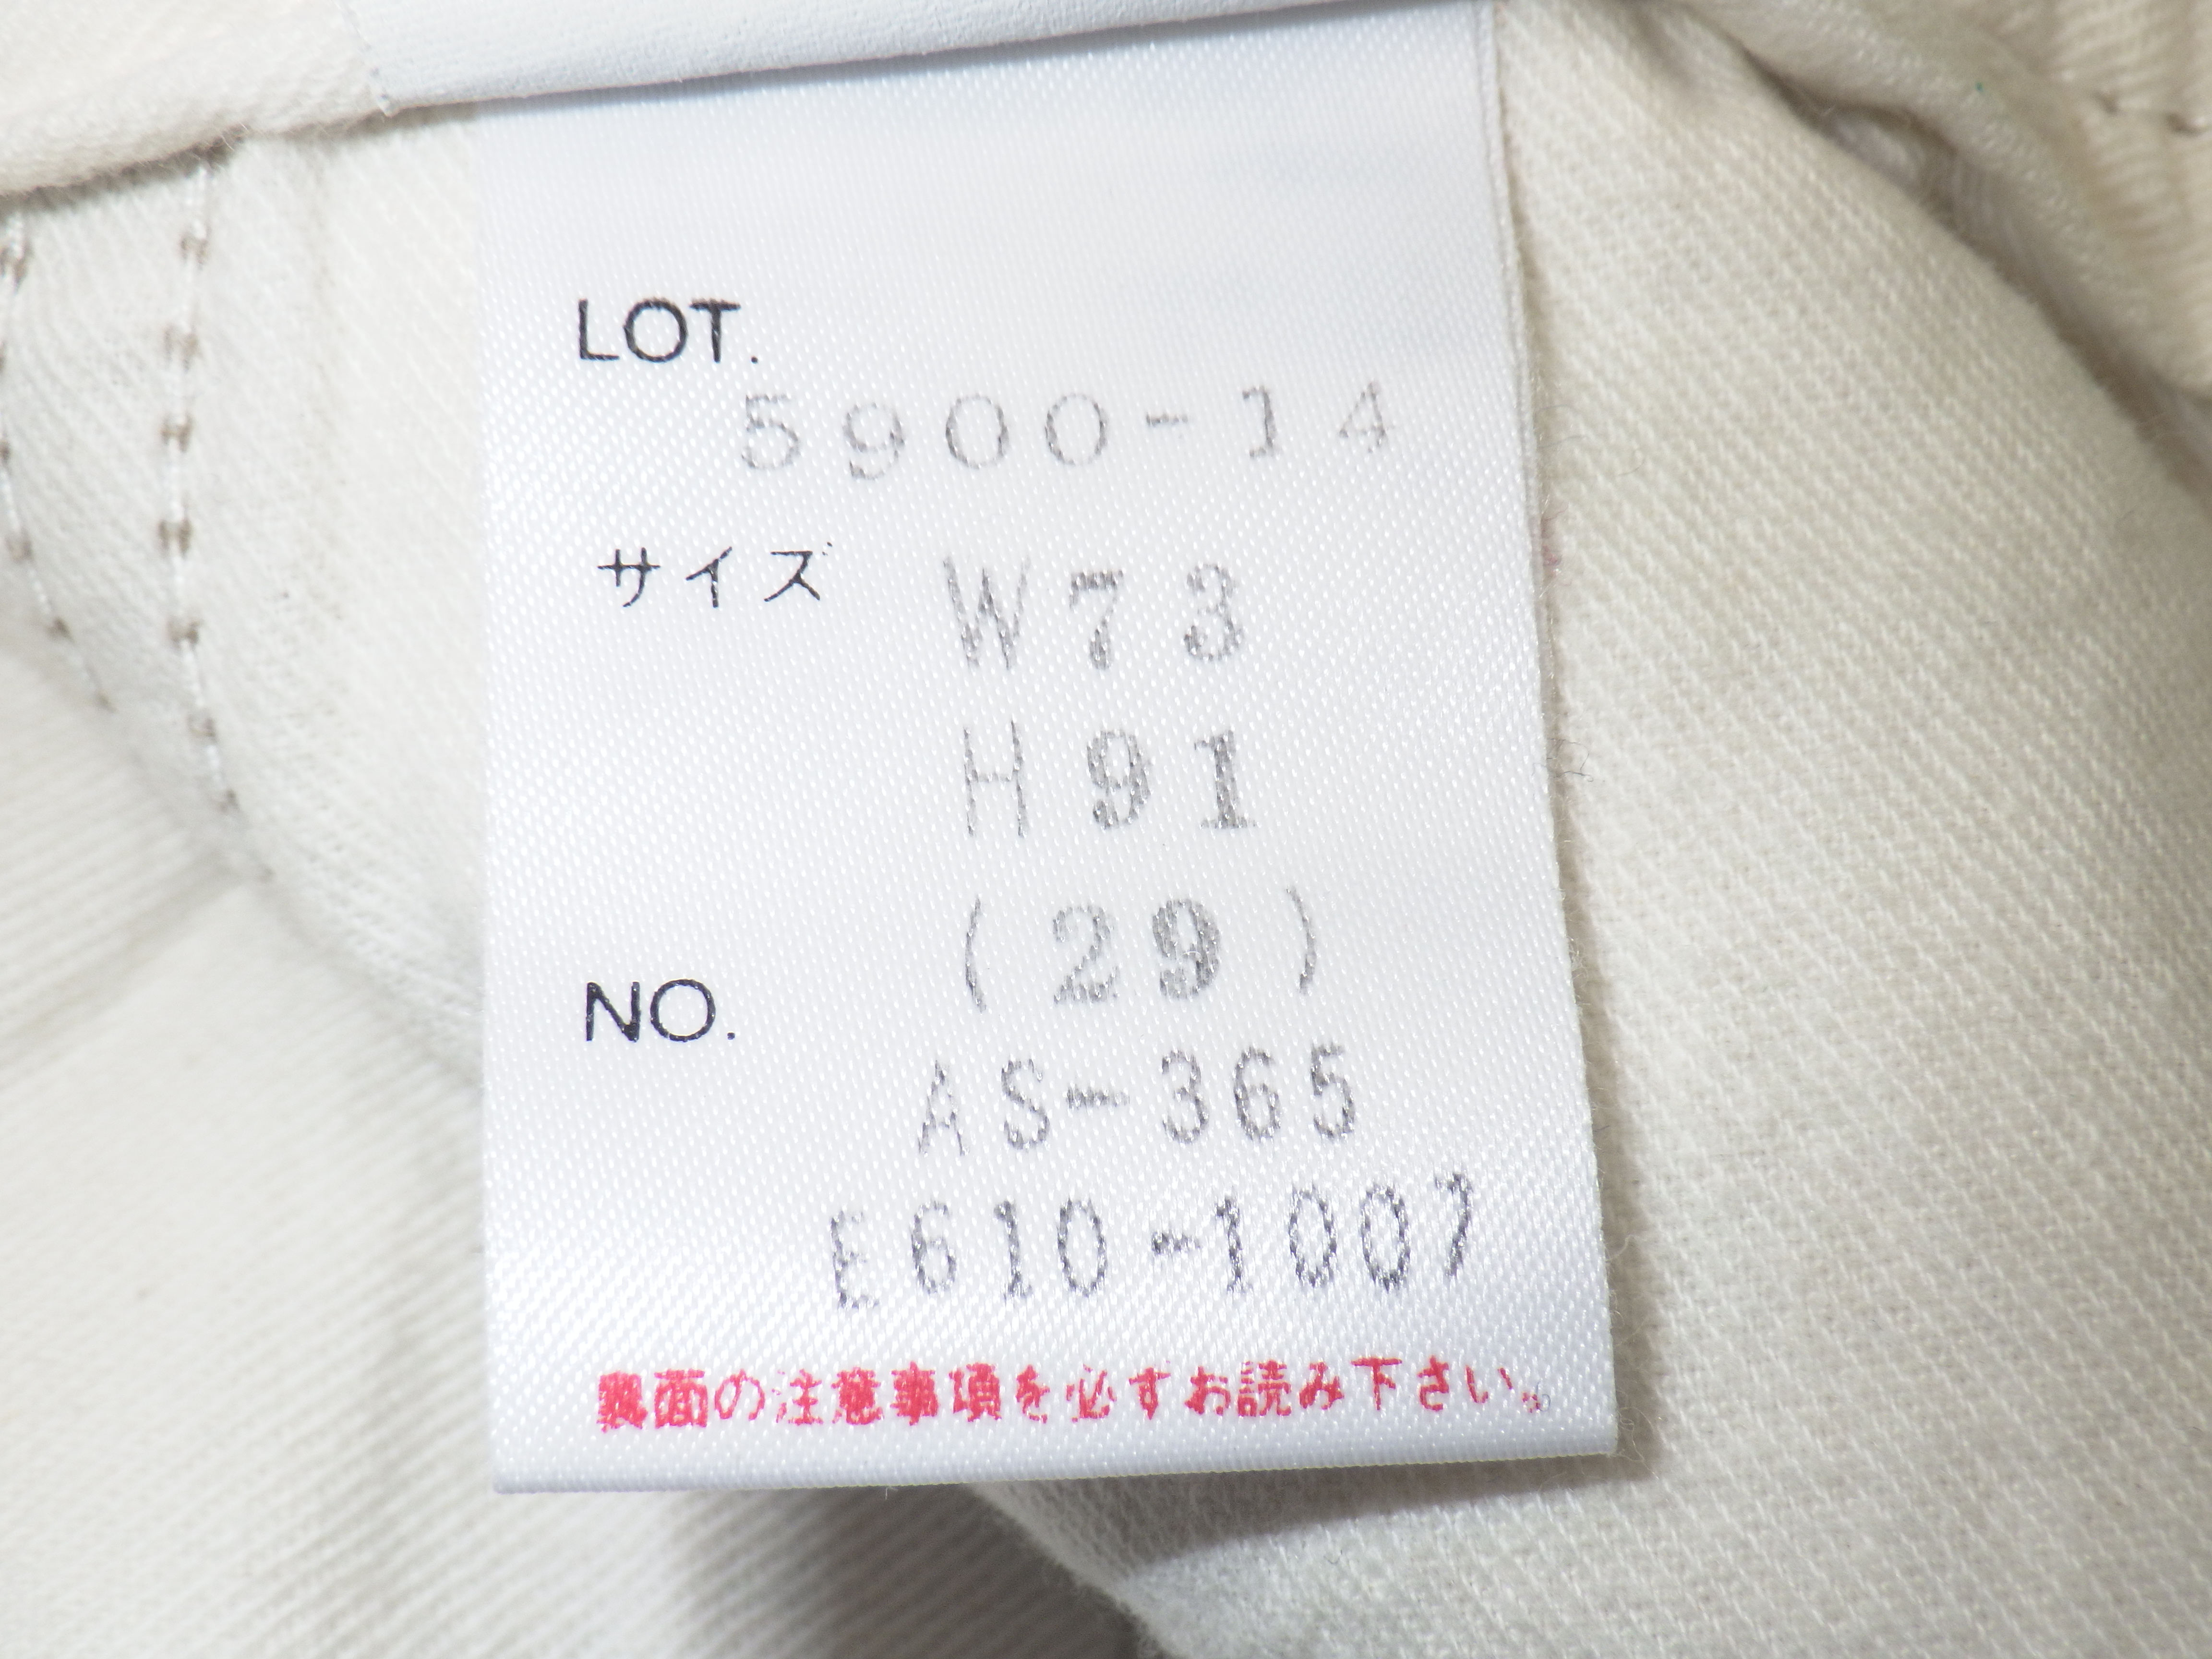 LOT.
5900-14
サイズ W73
H91
(29)
NO.
AS-365
E610-1007
裏面の注意事項を必ずお読み下さい。